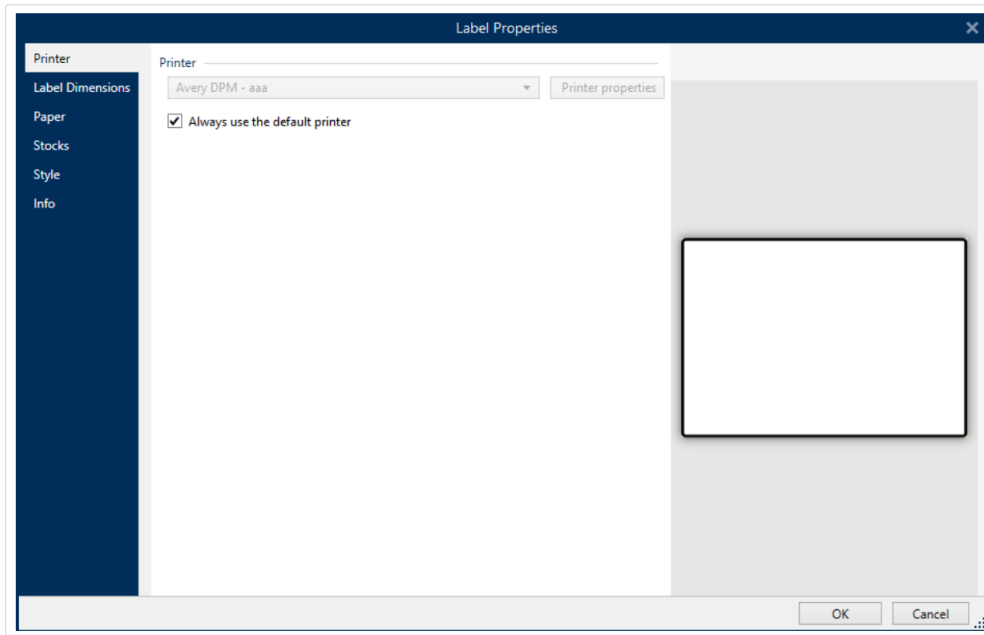 Label Properties
Printer
Label Dimensions
Paper
Stocks
Style
Info
Printer
Avery DPM - aaa
Printer properties
Always use the default printer
OK
Cancel